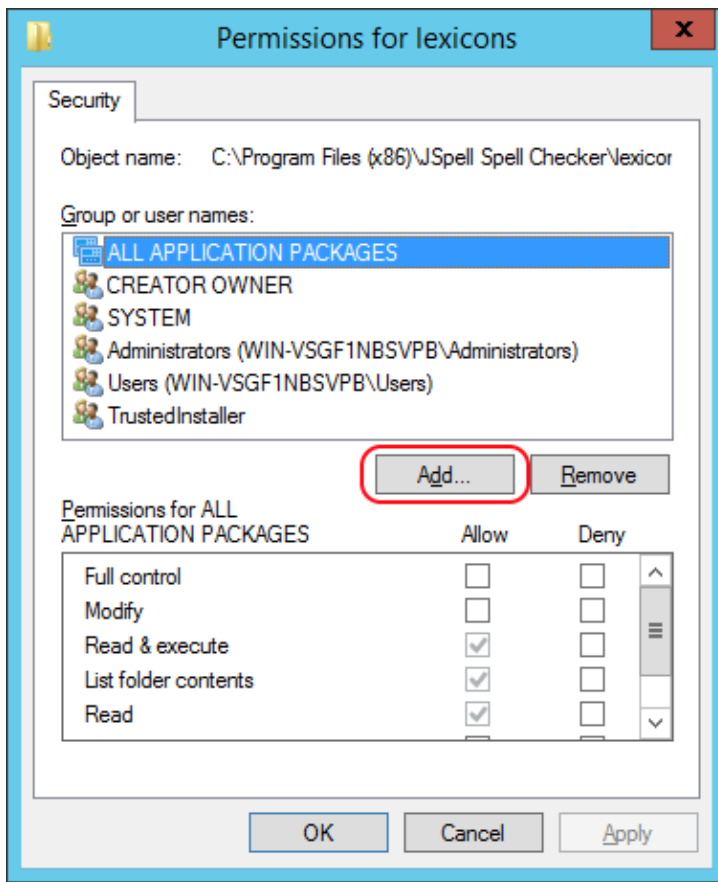 Permissions for lexicons
x
Security
Object name: C:\Program Files (x86)\JSpell Spell Checker\lexicor
Group or user names:
ALL APPLICATION PACKAGES
CREATOR OWNER
SYSTEM
Administrators (WIN-VSGF1NBSVPB\Administrators)
Users (WIN-VSGF1NBSVPB\Users)
TrustedInstaller
Add... Remove
Permissions for ALL
APPLICATION PACKAGES Allow Deny
Full control
Modify
Read & execute
List folder contents
Read
OK Cancel Apply